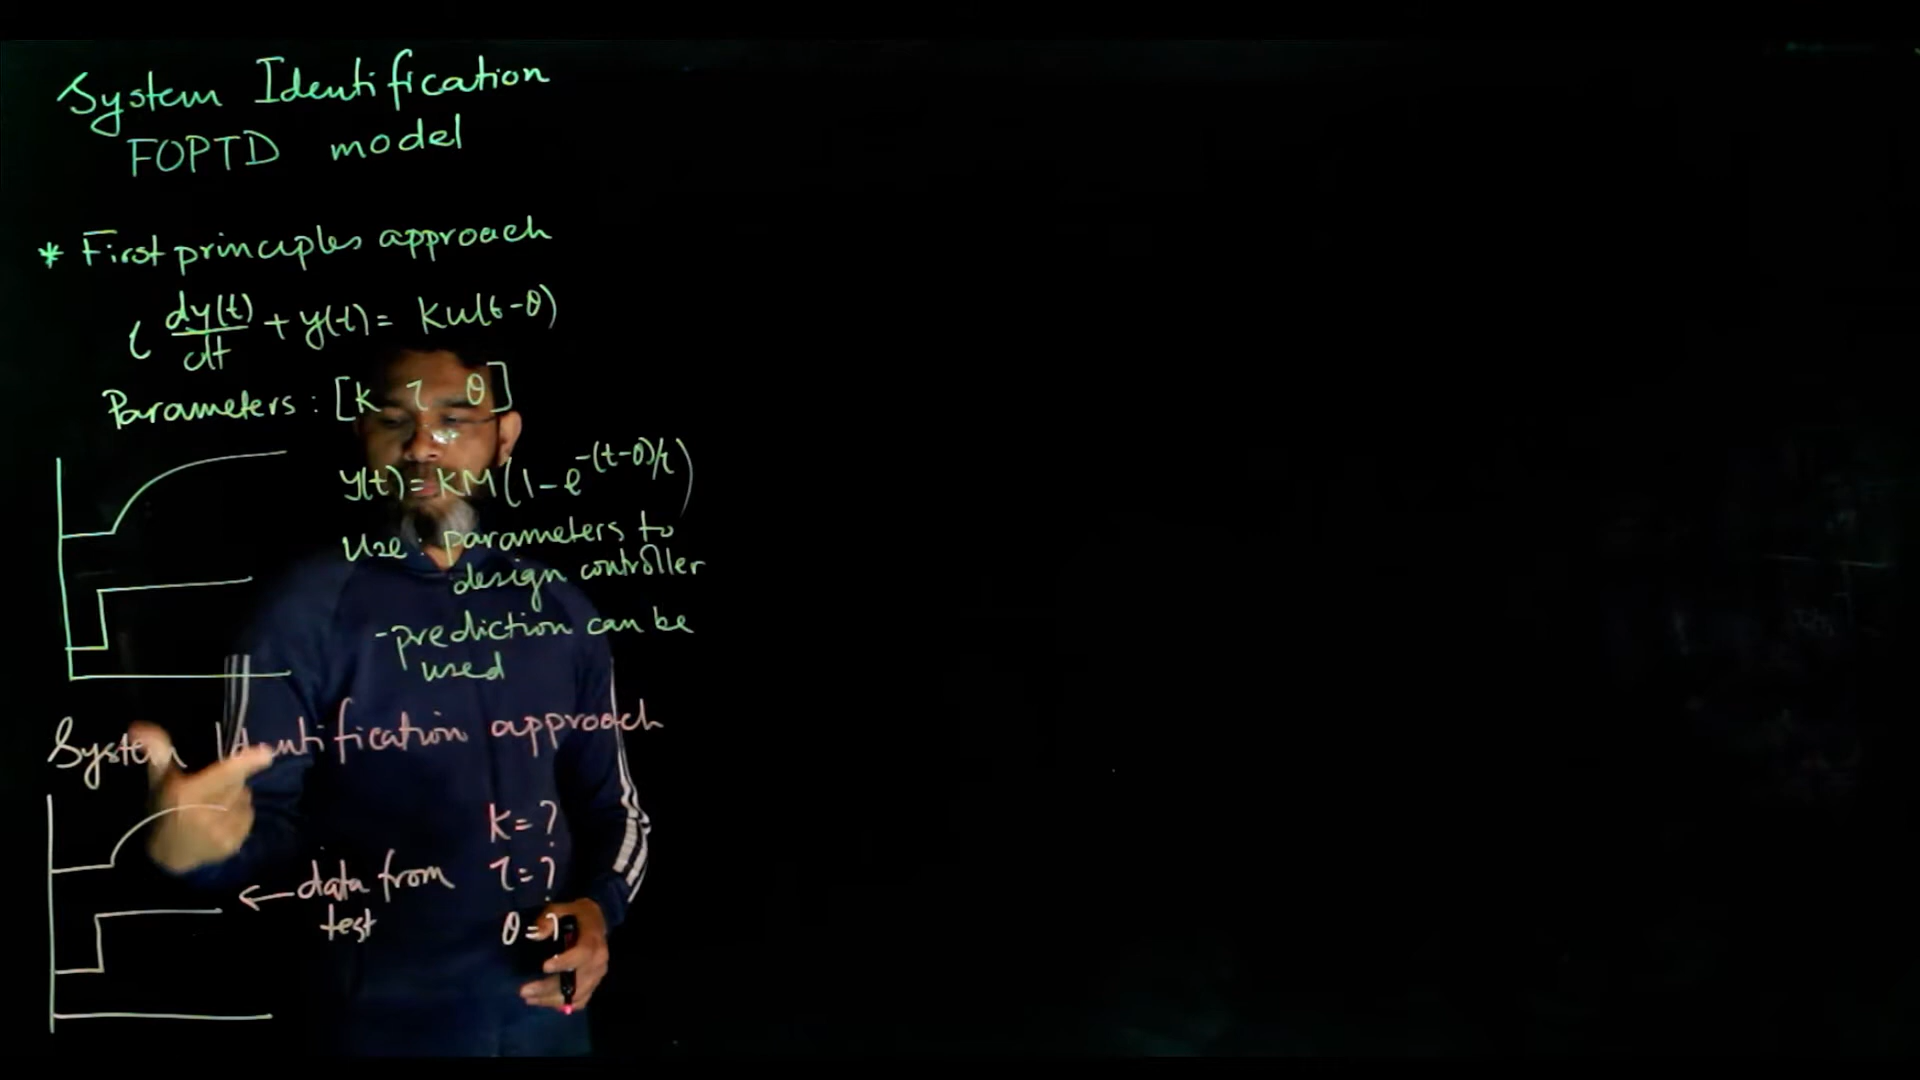 System Identification
FOPTD model
* First principles approach
τ dy(t)/dt + y(t) = Ku(t-θ)
Parameters : [K τ θ]
y(t) = KM(1-e^-(t-θ)/τ)
Use : parameters to
design controller
- prediction can be
used
System Identification approach
K = ?
← data from
τ = ?
test
θ = ?